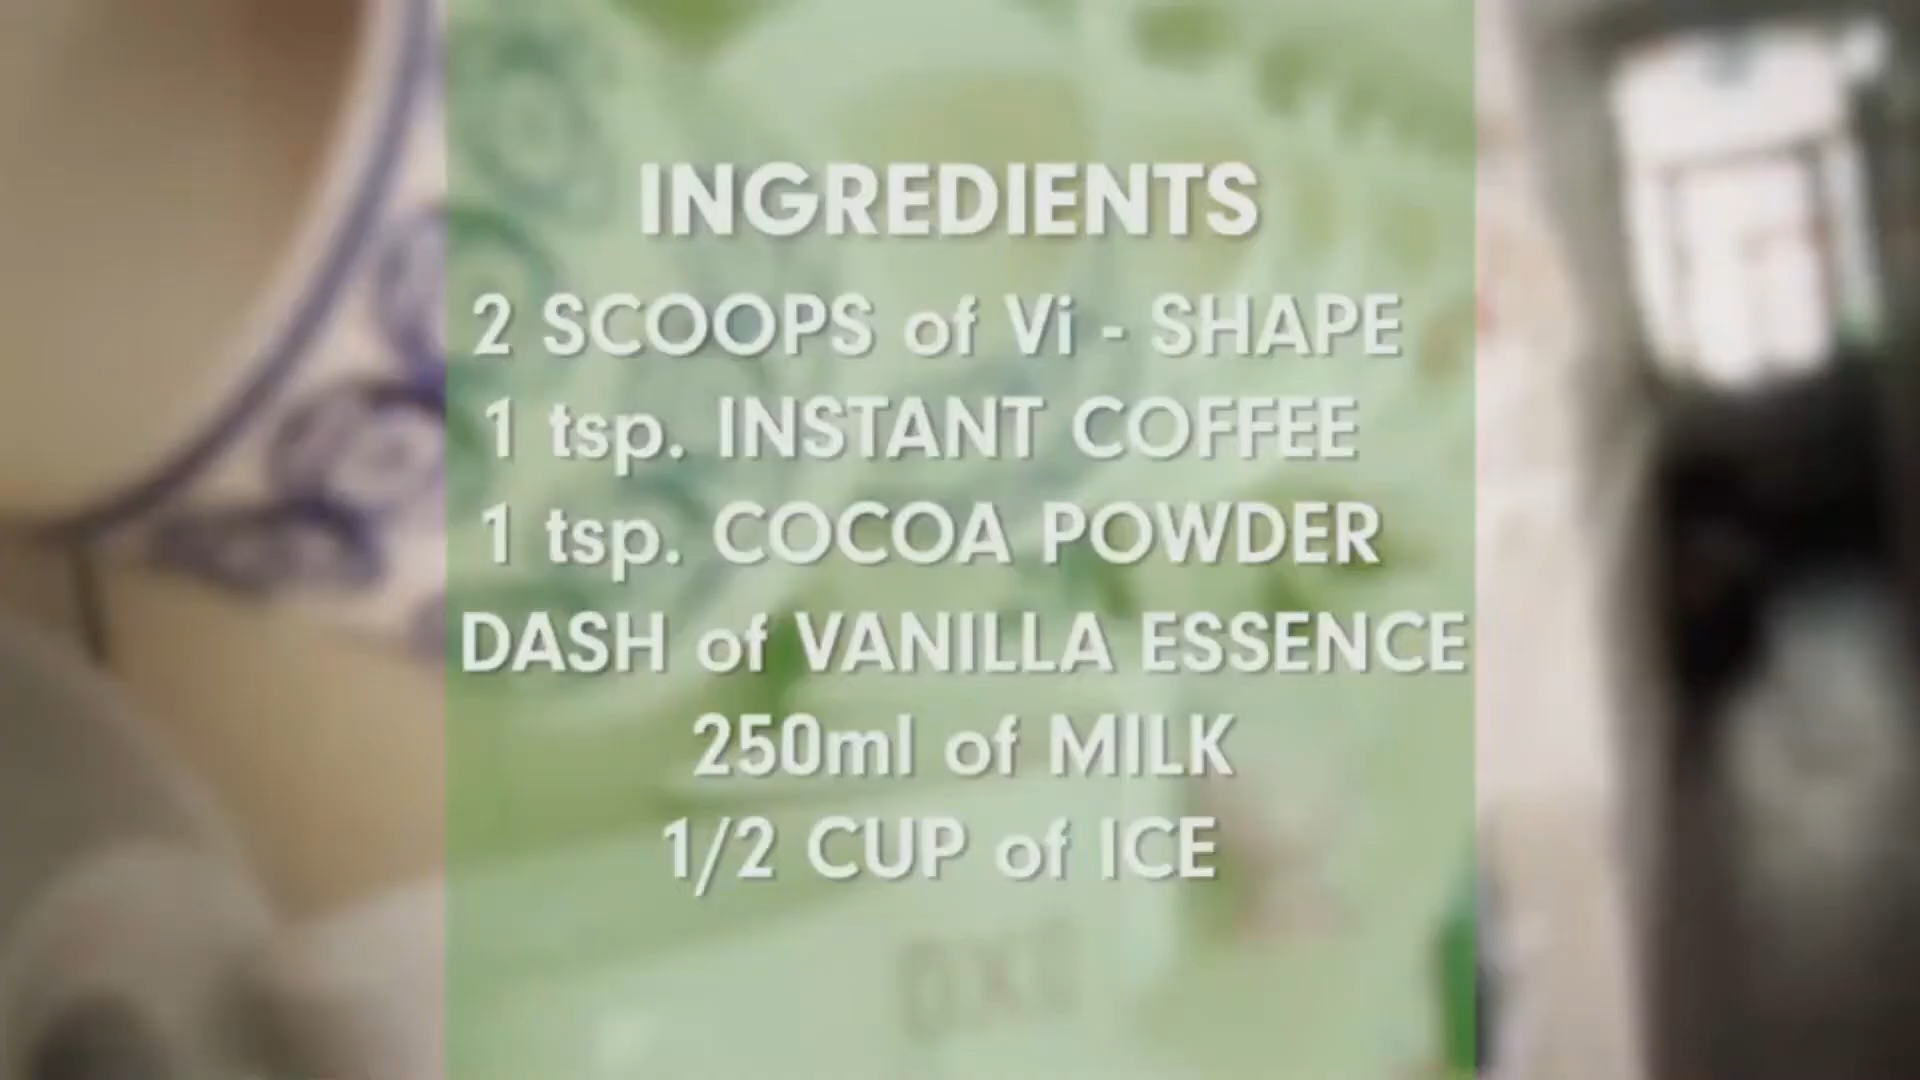 INGREDIENTS
2 SCOOPS of Vi - SHAPE
1 tsp. INSTANT COFFEE
1 tsp. COCOA POWDER
DASH of VANILLA ESSENCE
250ml of MILK
1/2 CUP of ICE